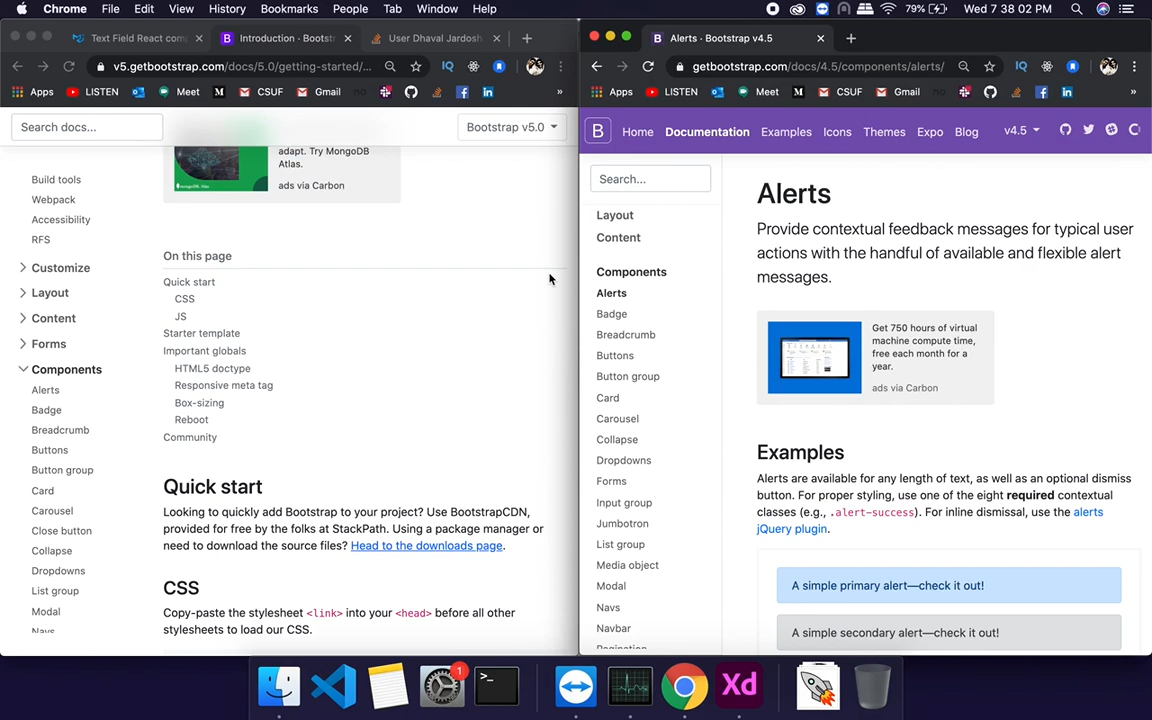 Chrome File Edit View History Bookmarks People Tab Window Help
79% Wed 7 38 02 PM
Text Field React com
Introduction · Bootst
User Dhaval Jardosh
v5.getbootstrap.com/docs/5.0/getting-started/...
Apps LISTEN Meet M CSUF Gmail no »
Search docs...
Bootstrap v5.0
Build tools
Webpack
Accessibility
RFS
Customize
Layout
Content
Forms
Components
Alerts
Badge
Breadcrumb
Buttons
Button group
Card
Carousel
Close button
Collapse
Dropdowns
List group
Modal
Navs
adapt. Try MongoDB
Atlas.
ads via Carbon
On this page
Quick start
CSS
JS
Starter template
Important globals
HTML5 doctype
Responsive meta tag
Box-sizing
Reboot
Community
Quick start
Looking to quickly add Bootstrap to your project? Use BootstrapCDN,
provided for free by the folks at StackPath. Using a package manager or
need to download the source files? Head to the downloads page.
CSS
Copy-paste the stylesheet <link> into your <head> before all other
stylesheets to load our CSS.
B Alerts · Bootstrap v4.5
getbootstrap.com/docs/4.5/components/alerts/
Apps LISTEN Meet M CSUF Gmail no »
B Home Documentation Examples Icons Themes Expo Blog v4.5
Search...
Layout
Content
Components
Alerts
Badge
Breadcrumb
Buttons
Button group
Card
Carousel
Collapse
Dropdowns
Forms
Input group
Jumbotron
List group
Media object
Modal
Navs
Navbar
Pagination
Alerts
Provide contextual feedback messages for typical user
actions with the handful of available and flexible alert
messages.
Get 750 hours of virtual
machine compute time,
free each month for a
year.
ads via Carbon
Examples
Alerts are available for any length of text, as well as an optional dismiss
button. For proper styling, use one of the eight required contextual
classes (e.g., .alert-success). For inline dismissal, use the alerts
jQuery plugin.
A simple primary alert—check it out!
A simple secondary alert—check it out!
1
Xd